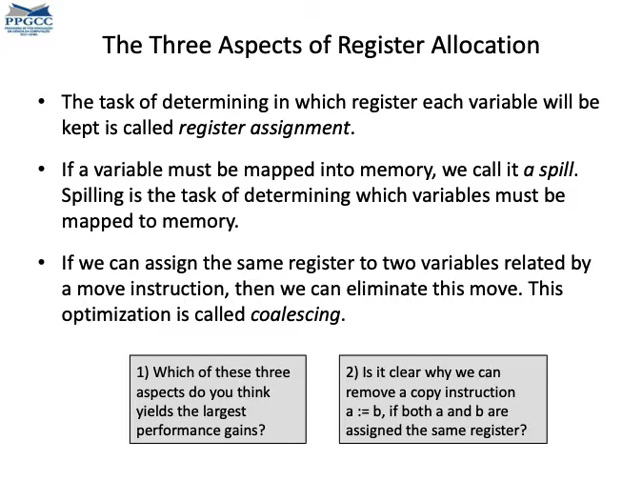 PPGCC
The Three Aspects of Register Allocation
• The task of determining in which register each variable will be
kept is called register assignment.
• If a variable must be mapped into memory, we call it a spill.
Spilling is the task of determining which variables must be
mapped to memory.
• If we can assign the same register to two variables related by
a move instruction, then we can eliminate this move. This
optimization is called coalescing.
1) Which of these three
aspects do you think
yields the largest
performance gains?
2) Is it clear why we can
remove a copy instruction
a := b, if both a and b are
assigned the same register?